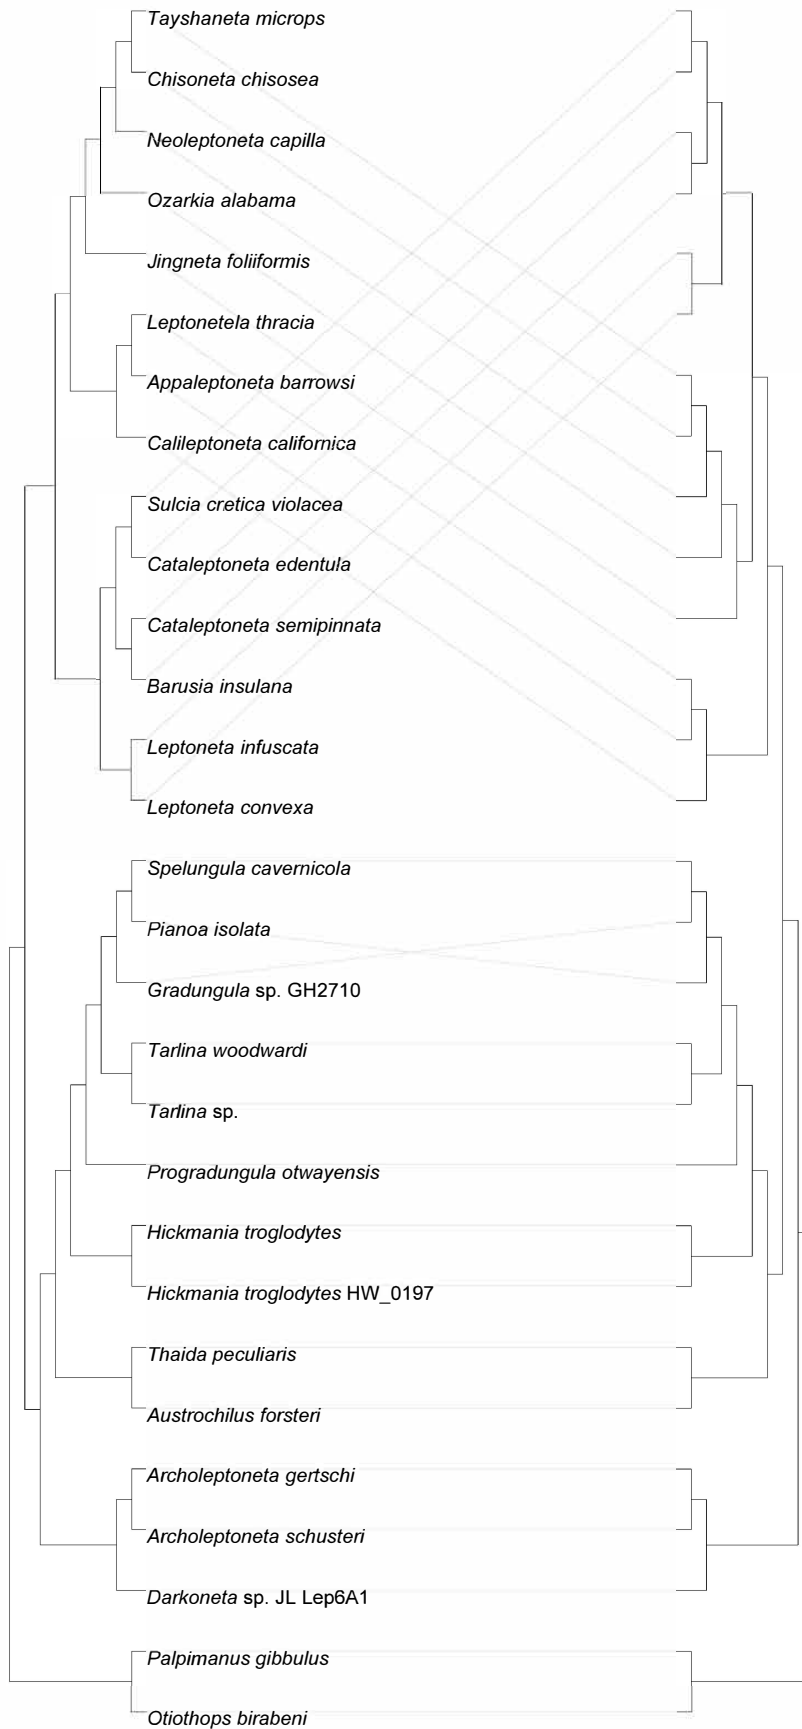 Tayshaneta microps
Chisoneta chisosea
Neoleptoneta capilla
Ozarkia alabama
Jingneta foliiformis
Leptonetela thracia
Appaleptoneta barrowsi
Calileptoneta californica
Sulcia cretica violacea
Cataleptoneta edentula
Cataleptoneta semipinnata
Barusia insulana
Leptoneta infuscata
Leptoneta convexa
Spelungula cavernicola
Pianoa isolata
Gradungula sp. GH2710
Tarlina woodwardi
Tarlina sp.
Progradungula otwayensis
Hickmania troglodytes
Hickmania troglodytes HW_0197
Thaida peculiaris
Austrochilus forsteri
Archoleptoneta gertschi
Archoleptoneta schusteri
Darkoneta sp. JL Lep6A1
Palpimanus gibbulus
Otiothops birabeni